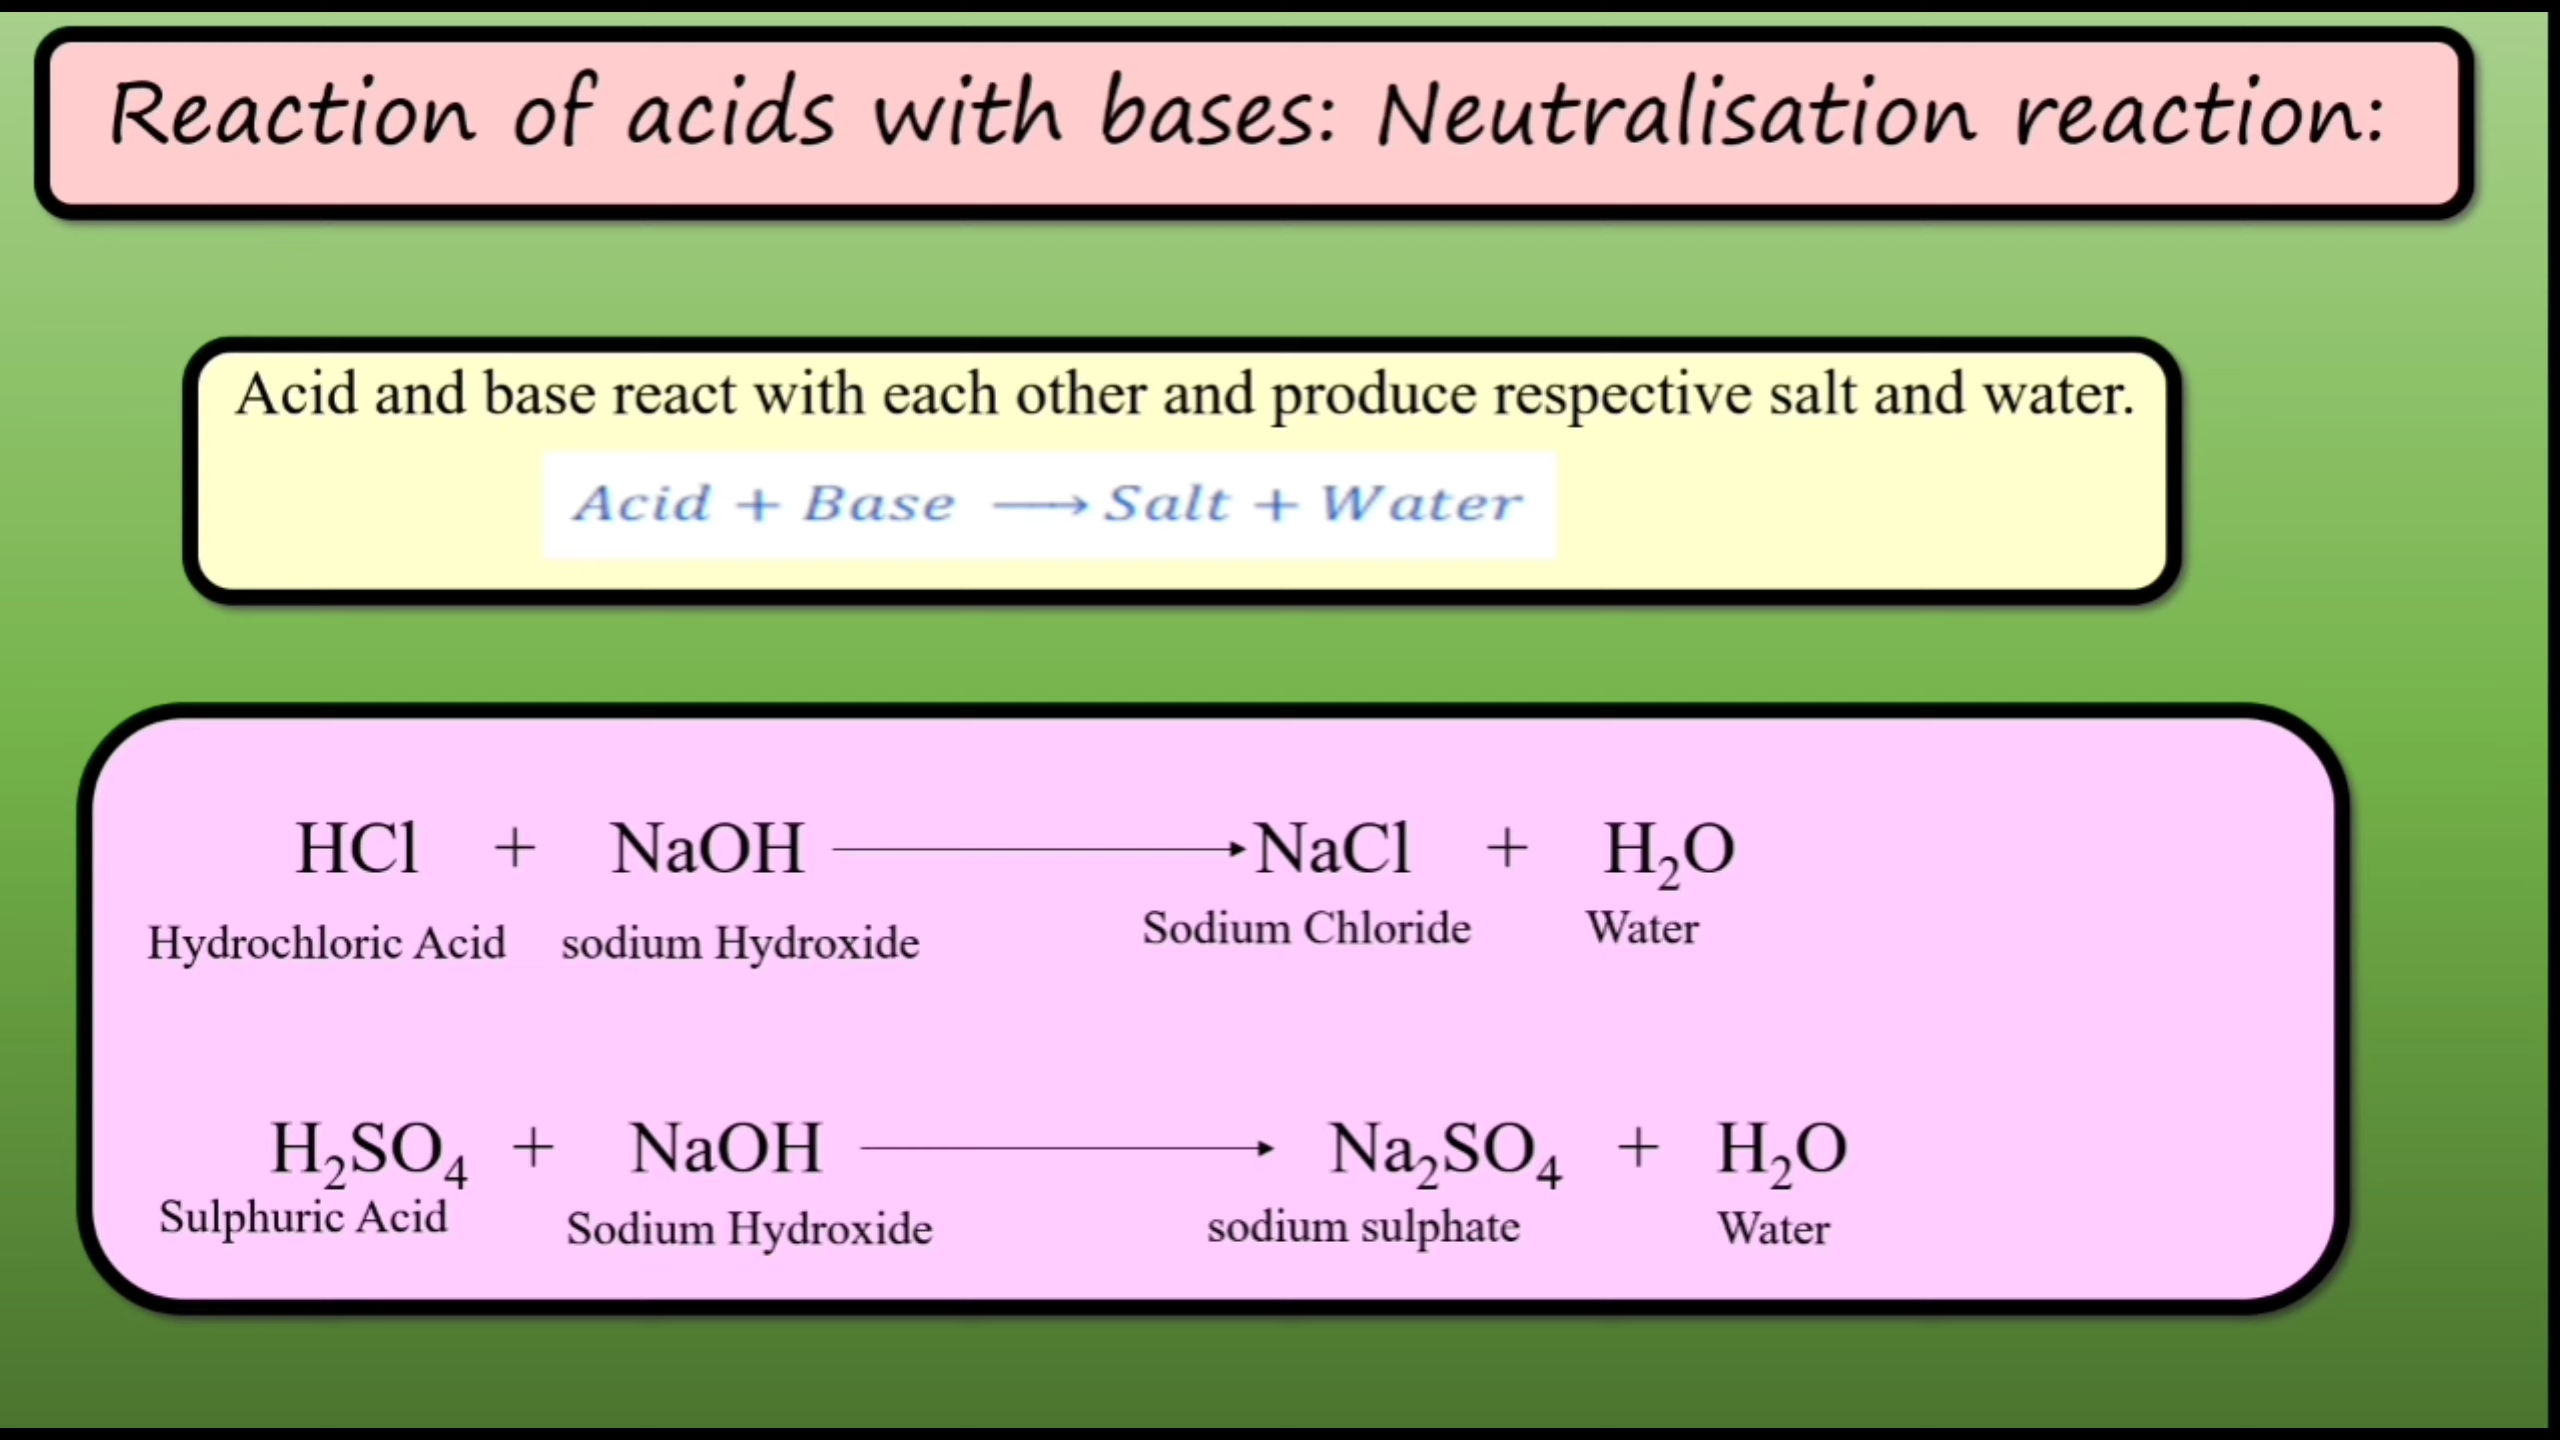 Reaction of acids with bases: Neutralisation reaction:
Acid and base react with each other and produce respective salt and water.
Acid + Base ⟶ Salt + Water
HCl + NaOH ⟶ NaCl + H₂O
Hydrochloric Acid sodium Hydroxide Sodium Chloride Water
H₂SO₄ + NaOH ⟶ Na₂SO₄ + H₂O
Sulphuric Acid Sodium Hydroxide sodium sulphate Water